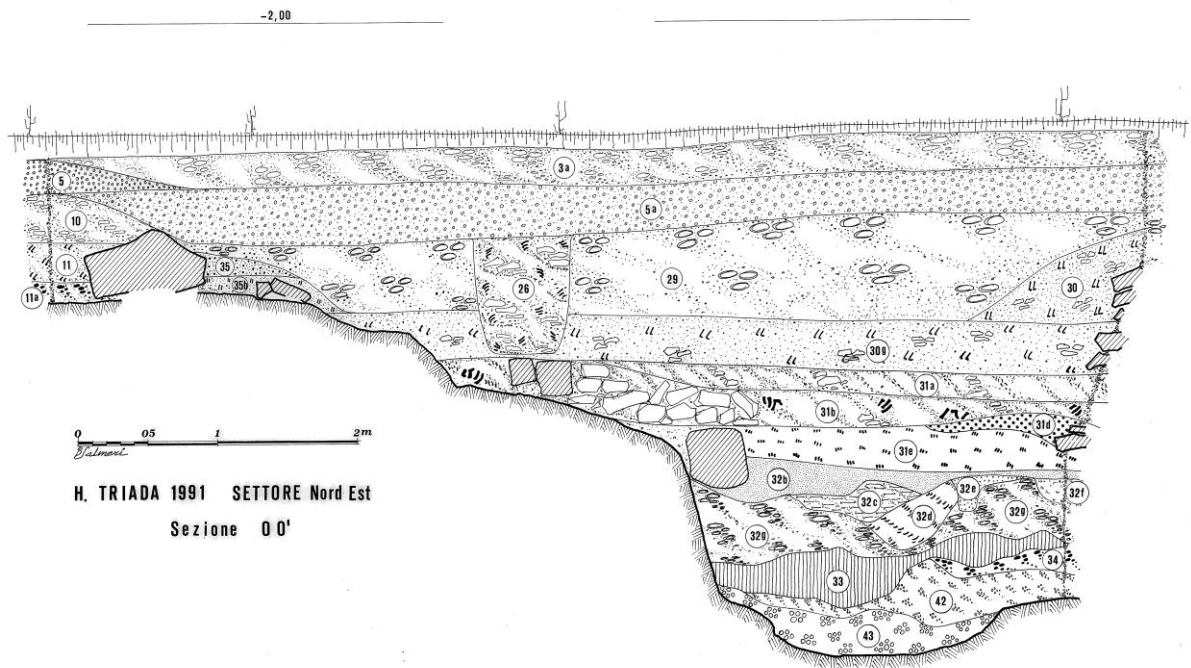 -2,00
3a
5
5a
10
11
35
26
29
30
11a
35b
30g
31a
31b
31d
0 05 1 2m
31e
32b
H. TRIADA 1991 SETTORE Nord Est
32c
32d
32e
32g
32f
Sezione 00'
32g
34
33
42
43